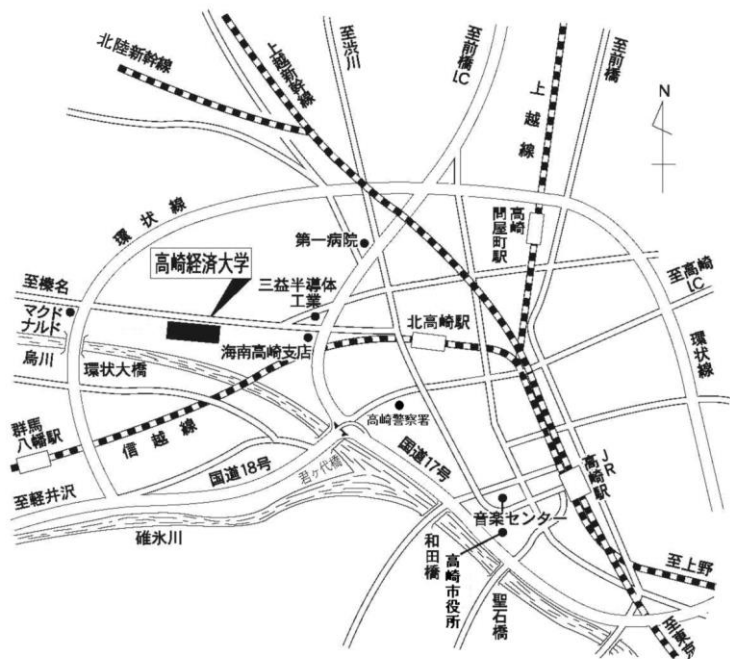 北陸新幹線
上越新幹線
至渋川
至前橋
I.C
至前橋
上越線
N
環状線
高崎
問屋町駅
第一病院
高崎経済大学
至榛名
三益半導体
工業
至高崎
I.C
マクド
ナルド
北高崎駅
海南高崎支店
烏川
環状大橋
環状線
高崎警察署
群馬
八幡駅
信越線
国道17号
JR
高崎駅
国道18号
君ヶ代橋
至軽井沢
音楽センター
碓氷川
和田橋
高崎市役所
聖石橋
至上野
至東京